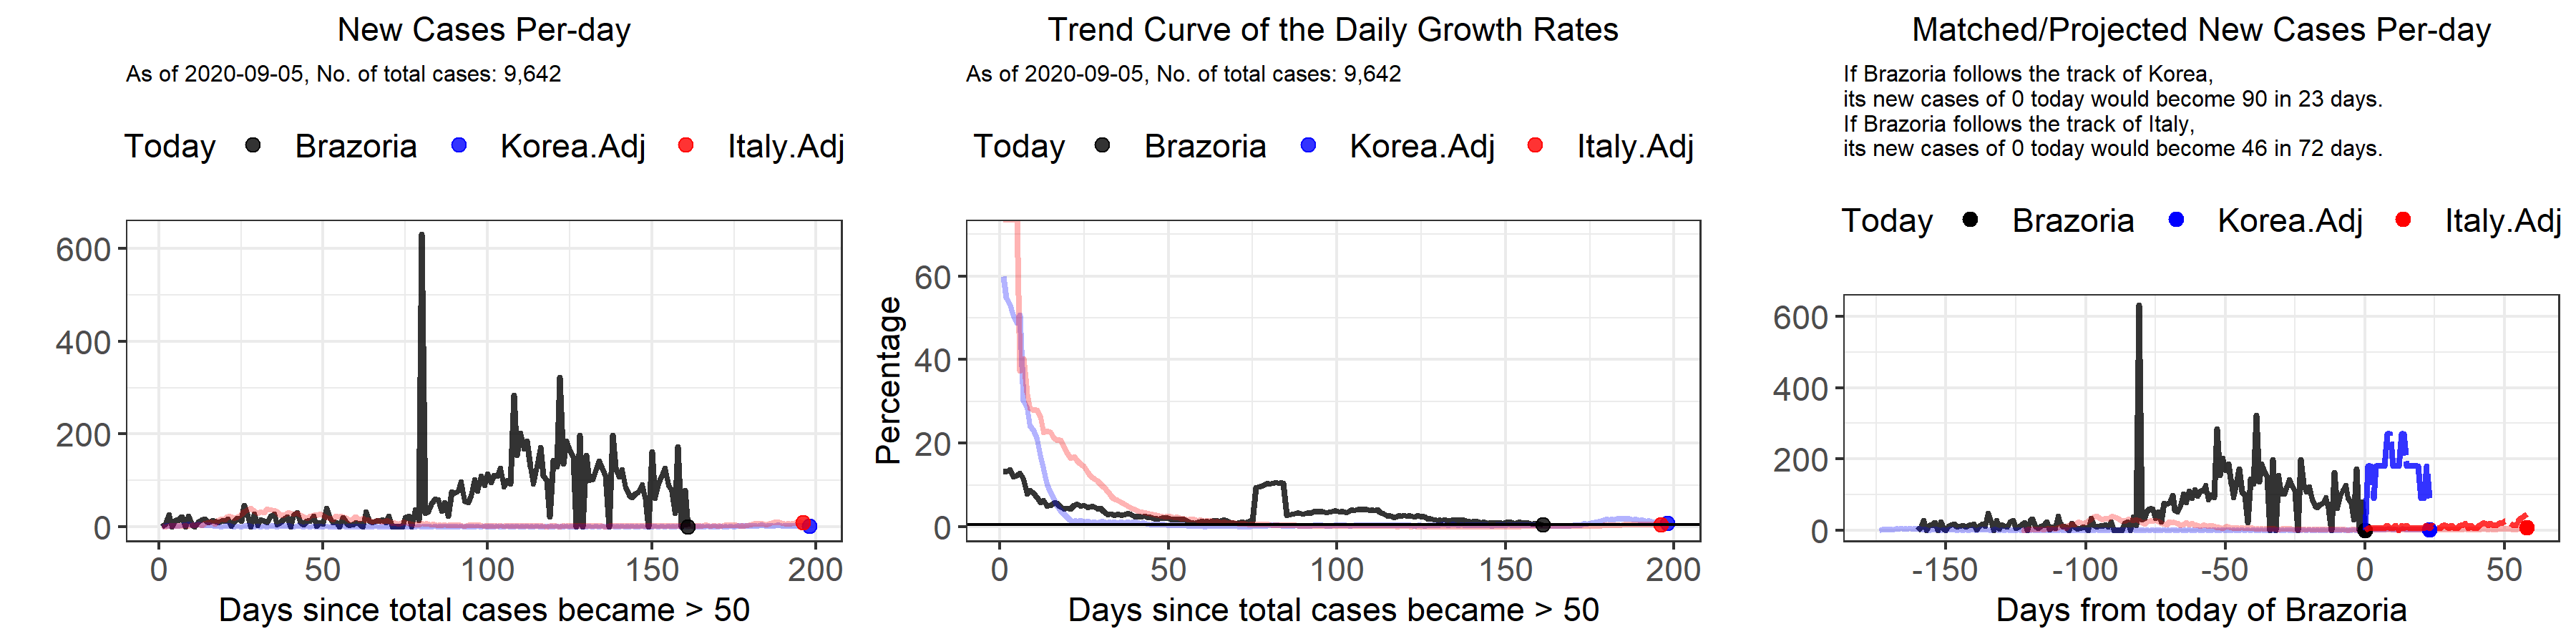 New Cases Per-day
As of 2020-09-05, No. of total cases: 9,642
Today Brazoria Korea.Adj Italy.Adj
600
400
200
0
0 50 100 150 200
Days since total cases became > 50
Trend Curve of the Daily Growth Rates
As of 2020-09-05, No. of total cases: 9,642
Today Brazoria Korea.Adj Italy.Adj
Percentage
60
40
20
0
0 50 100 150 200
Days since total cases became > 50
Matched/Projected New Cases Per-day
If Brazoria follows the track of Korea,
its new cases of 0 today would become 90 in 23 days.
If Brazoria follows the track of Italy,
its new cases of 0 today would become 46 in 72 days.
Today Brazoria Korea.Adj Italy.Adj
600
400
200
0
-150 -100 -50 0 50
Days from today of Brazoria